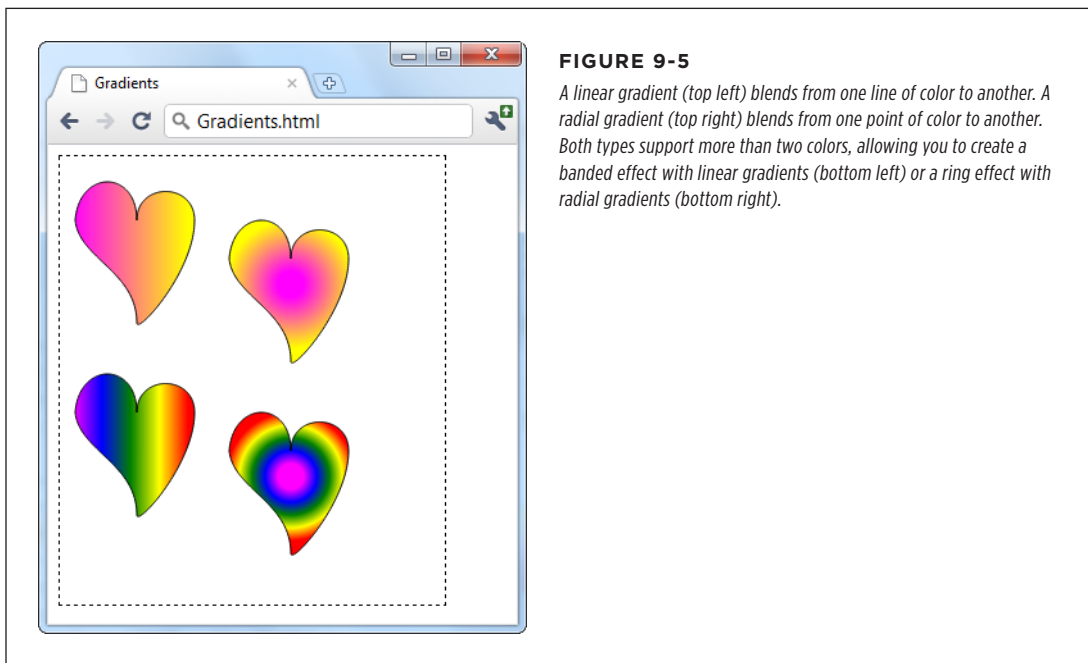 Gradients
Gradients.html
FIGURE 9-5
A linear gradient (top left) blends from one line of color to another. A
radial gradient (top right) blends from one point of color to another.
Both types support more than two colors, allowing you to create a
banded effect with linear gradients (bottom left) or a ring effect with
radial gradients (bottom right).